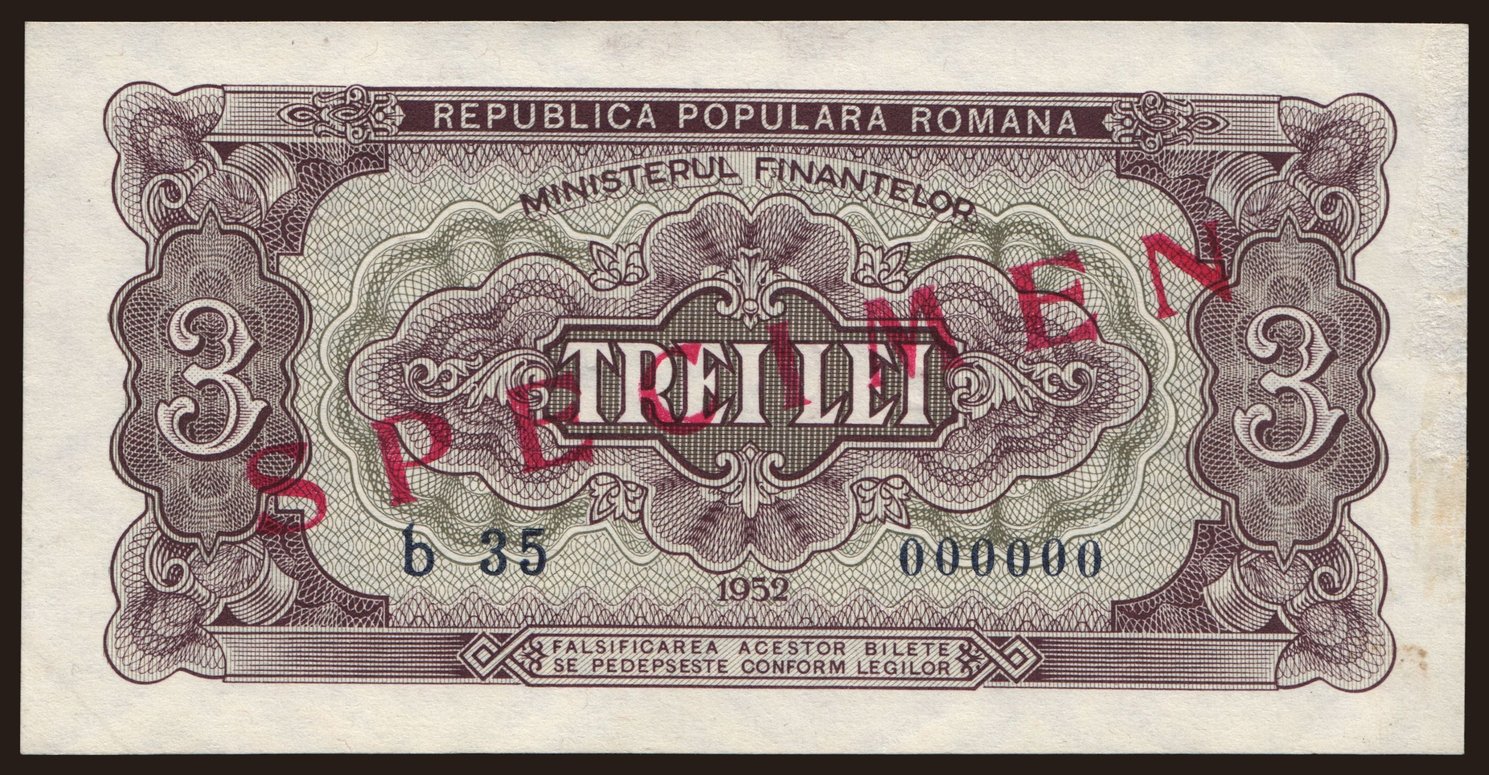 REPUBLICA POPULARA ROMANA
MINISTERUL FINANTELOR
3
3
TREI LEI
SPECIMEN
b 35
000000
1952
FALSIFICAREA ACESTOR BILETE
SE PEDEPSESTE CONFORM LEGILOR